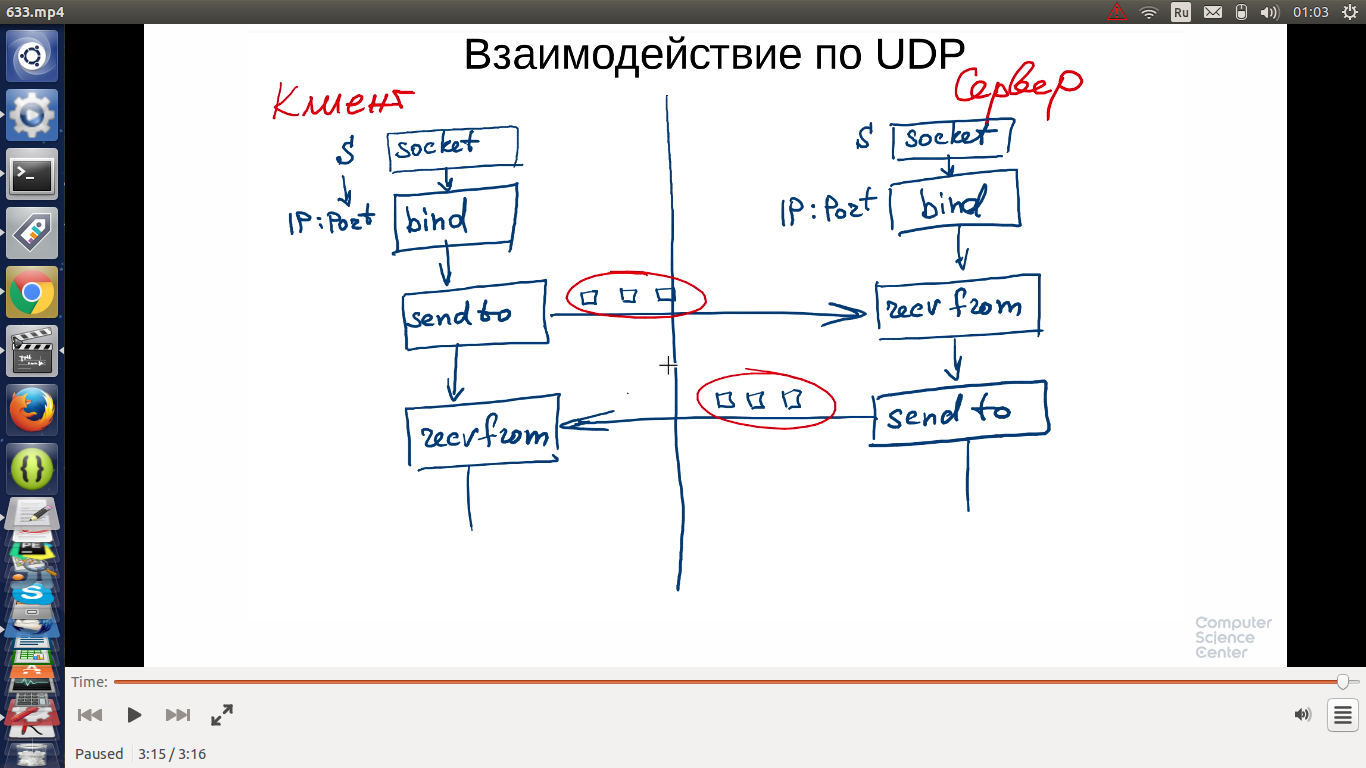 633.mp4
Ru
01:03
Взаимодействие по UDP
Клиент
Сервер
S
socket
S
socket
IP:Port
bind
IP:Port
bind
sendto
recvfrom
recvfrom
sendto
Computer
Science
Center
Time:
Paused
3:15 / 3:16